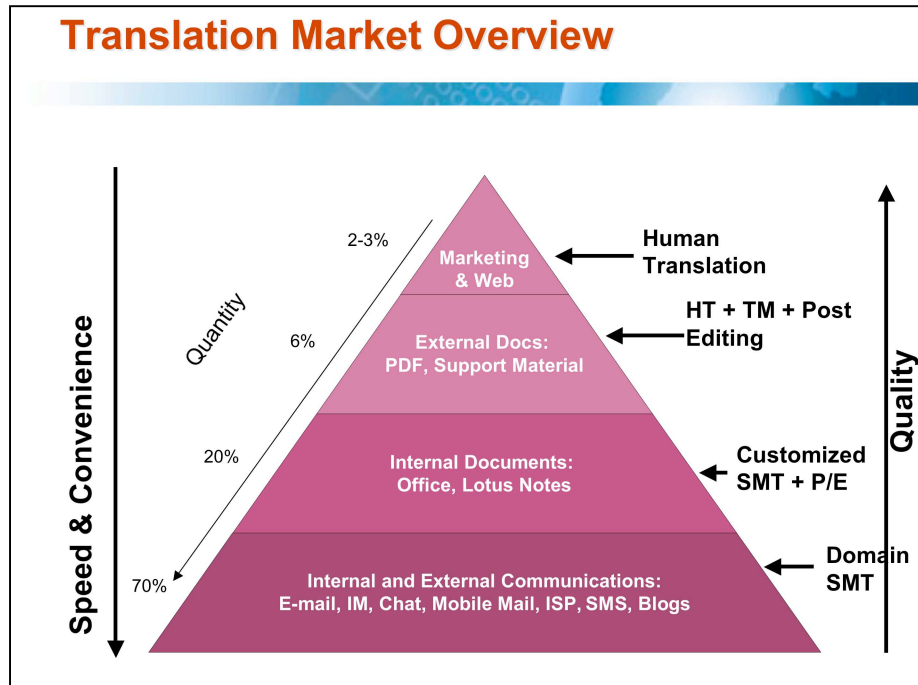 Translation Market Overview
2-3%
Marketing
& Web
Human
Translation
Quantity
6%
External Docs:
PDF, Support Material
HT + TM + Post
Editing
Speed & Convenience
Quality
20%
Internal Documents:
Office, Lotus Notes
Customized
SMT + P/E
70%
Internal and External Communications:
E-mail, IM, Chat, Mobile Mail, ISP, SMS, Blogs
Domain
SMT